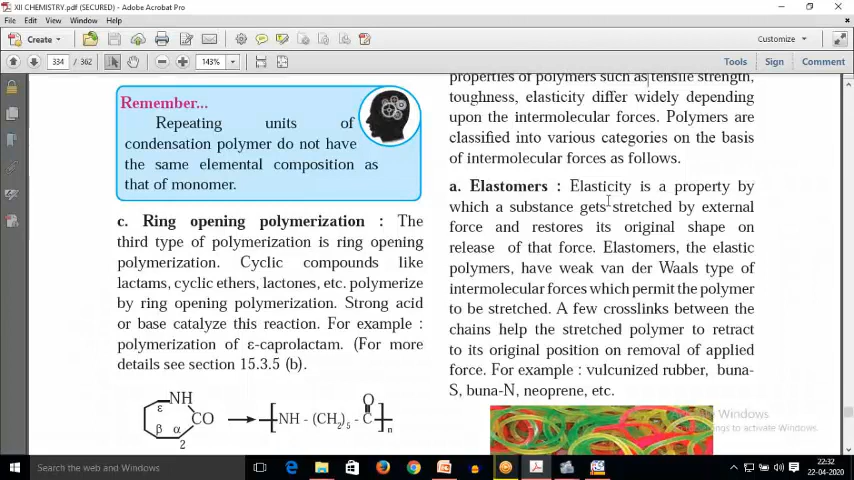 XII CHEMISTRY.pdf (SECURED) - Adobe Acrobat Pro
File Edit View Window Help
Create
Customize
334 / 362
143%
Tools Sign Comment
Remember...
Repeating units of
condensation polymer do not have
the same elemental composition as
that of monomer.
c. Ring opening polymerization : The
third type of polymerization is ring opening
polymerization. Cyclic compounds like
lactams, cyclic ethers, lactones, etc. polymerize
by ring opening polymerization. Strong acid
or base catalyze this reaction. For example :
polymerization of ε-caprolactam. (For more
details see section 15.3.5 (b).
NH
ε
CO
β α
2
O
[ NH - (CH2)5 - C ]n
properties of polymers such as tensile strength,
toughness, elasticity differ widely depending
upon the intermolecular forces. Polymers are
classified into various categories on the basis
of intermolecular forces as follows.
a. Elastomers : Elasticity is a property by
which a substance gets stretched by external
force and restores its original shape on
release of that force. Elastomers, the elastic
polymers, have weak van der Waals type of
intermolecular forces which permit the polymer
to be stretched. A few crosslinks between the
chains help the stretched polymer to retract
to its original position on removal of applied
force. For example : vulcunized rubber, buna-
S, buna-N, neoprene, etc.
Activate Windows
Go to Settings to activate Windows.
Search the web and Windows
22:32
22-04-2020